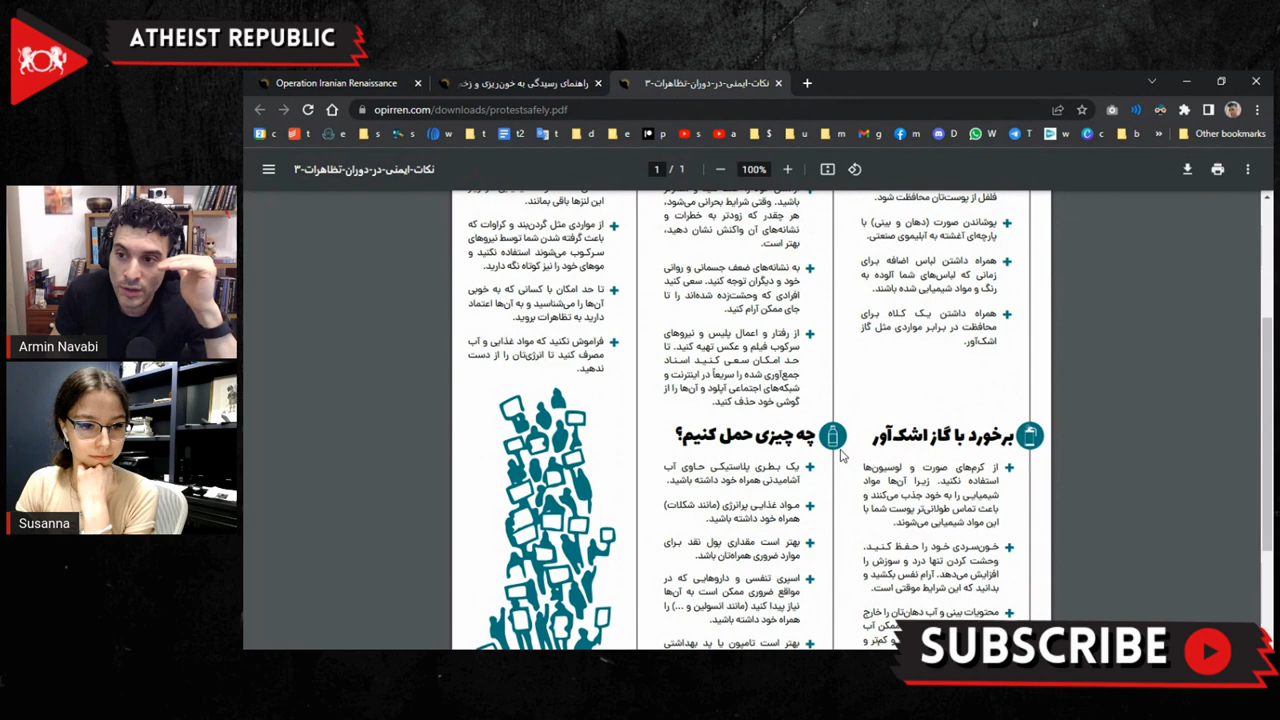 ATHEIST REPUBLIC
Operation Iranian Renaissance
راهنمای رسیدگی به خون‌ریزی و زخم
نکات-ایمنی-در-دوران-تظاهرات-۳
opirren.com/downloads/protestsafely.pdf
Other bookmarks
نکات-ایمنی-در-دوران-تظاهرات-۳
1 / 1
100%
فلفل از پوست‌تان محافظت شود.
پوشاندن صورت (دهان و بینی) با
پارچه‌ای آغشته به آبلیموی صنعتی.
همراه داشتن لباس اضافه برای
زمانی که لباس‌های شما آلوده به
رنگ و مواد شیمیایی شده باشند.
همراه داشتن یک کلاه برای
محافظت در برابر مواردی مثل گاز
اشک‌آور.
برخورد با گاز اشک‌آور
از کرم‌های صورت و لوسیون‌ها
استفاده نکنید. زیرا آن‌ها مواد
شیمیایی را به خود جذب می‌کنند و
باعث تماس طولانی‌تر پوست شما با
این مواد شیمیایی می‌شوند.
خون‌سردی خود را حفظ کنید.
وحشت کردن تنها درد و سوزش را
افزایش می‌دهد. آرام نفس بکشید و
بدانید که این شرایط موقتی است.
محتویات بینی و آب دهان‌تان را خارج
باشید. وقتی شرایط بحرانی می‌شود،
هر چقدر که زودتر به خطرات و
نشانه‌های آن واکنش نشان دهید،
بهتر است.
به نشانه‌های ضعف جسمانی و روانی
خود و دیگران توجه کنید. سعی کنید
افرادی که وحشت‌زده شده‌اند را تا
جای ممکن آرام کنید.
از رفتار و اعمال پلیس و نیروهای
سرکوب فیلم و عکس تهیه کنید. تا
حد امکان سعی کنید اسناد
جمع‌آوری شده را سریعاً در اینترنت و
شبکه‌های اجتماعی آپلود و آن‌ها را از
گوشی خود حذف کنید.
چه چیزی حمل کنیم؟
یک بطری پلاستیکی حاوی آب
آشامیدنی همراه خود داشته باشید.
مواد غذایی پرانرژی (مانند شکلات)
همراه خود داشته باشید.
بهتر است مقداری پول نقد برای
موارد ضروری همراه‌تان باشد.
اسپری تنفسی و داروهایی که در
مواقع ضروری ممکن است به آن‌ها
نیاز پیدا کنید (مانند انسولین و ...) را
همراه خود داشته باشید.
بهتر است تامپون یا پد بهداشتی
این لنزها باقی بمانند.
از مواردی مثل گردن‌بند و کراوات که
باعث گرفته شدن شما توسط نیروهای
سرکوب می‌شوند استفاده نکنید و
موهای خود را نیز کوتاه نگه دارید.
تا حد امکان با کسانی که به خوبی
آن‌ها را می‌شناسید و به آن‌ها اعتماد
دارید به تظاهرات بروید.
فراموش نکنید که مواد غذایی و آب
مصرف کنید تا انرژی‌تان را از دست
ندهید.
Armin Navabi
Susanna
SUBSCRIBE